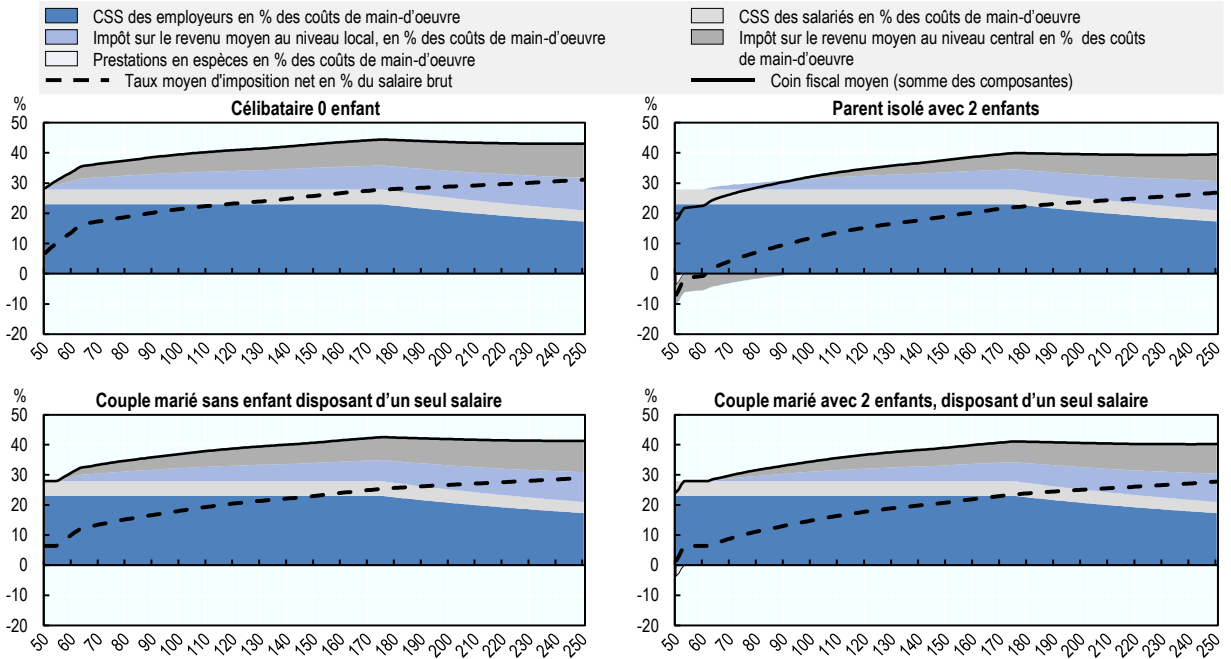 CSS des employeurs en % des coûts de main-d'oeuvre
CSS des salariés en % des coûts de main-d'oeuvre
Impôt sur le revenu moyen au niveau local, en % des coûts de main-d'oeuvre
Impôt sur le revenu moyen au niveau central en % des coûts
de main-d'oeuvre
Prestations en espèces en % des coûts de main-d'oeuvre
Taux moyen d'imposition net en % du salaire brut
Coin fiscal moyen (somme des composantes)
%
Célibataire 0 enfant
50
40
30
20
10
0
-10
-20
50 60 70 80 90 100 110 120 130 140 150 160 170 180 190 200 210 220 230 240 250
%
Parent isolé avec 2 enfants
50
40
30
20
10
0
-10
-20
50 60 70 80 90 100 110 120 130 140 150 160 170 180 190 200 210 220 230 240 250
%
Couple marié sans enfant disposant d'un seul salaire
50
40
30
20
10
0
-10
-20
50 60 70 80 90 100 110 120 130 140 150 160 170 180 190 200 210 220 230 240 250
%
Couple marié avec 2 enfants, disposant d'un seul salaire
50
40
30
20
10
0
-10
-20
50 60 70 80 90 100 110 120 130 140 150 160 170 180 190 200 210 220 230 240 250